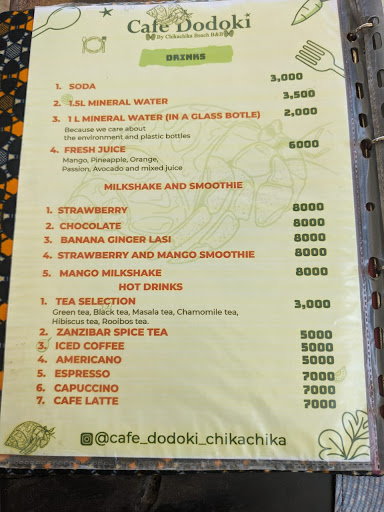 Cafe Dodoki
By Chikachika Beach B&B
DRINKS
1. SODA 3,000
2. 1.5L MINERAL WATER 3,500
3. 1 L MINERAL WATER (IN A GLASS BOTLE) 2,000
Because we care about
the environment and plastic bottles
4. FRESH JUICE 6000
Mango, Pineapple, Orange,
Passion, Avocado and mixed juice
MILKSHAKE AND SMOOTHIE
1. STRAWBERRY 8000
2. CHOCOLATE 8000
3. BANANA GINGER LASI 8000
4. STRAWBERRY AND MANGO SMOOTHIE 8000
5. MANGO MILKSHAKE 8000
HOT DRINKS
1. TEA SELECTION 3,000
Green tea, Black tea, Masala tea, Chamomile tea,
Hibiscus tea, Rooibos tea.
2. ZANZIBAR SPICE TEA 5000
3. ICED COFFEE 5000
4. AMERICANO 5000
5. ESPRESSO 7000
6. CAPUCCINO 7000
7. CAFE LATTE 7000
@cafe_dodoki_chikachika